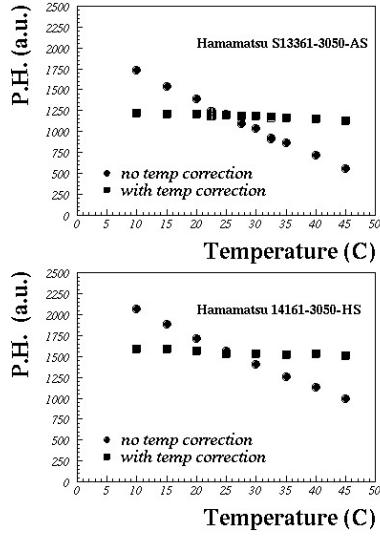 P.H. (a.u.)
2500
2250
2000
1750
1500
1250
1000
750
500
250
0
Hamamatsu S13361-3050-AS
no temp correction
with temp correction
0 5 10 15 20 25 30 35 40 45 50
Temperature (C)
P.H. (a.u.)
2500
2250
2000
1750
1500
1250
1000
750
500
250
0
Hamamatsu 14161-3050-HS
no temp correction
with temp correction
0 5 10 15 20 25 30 35 40 45 50
Temperature (C)